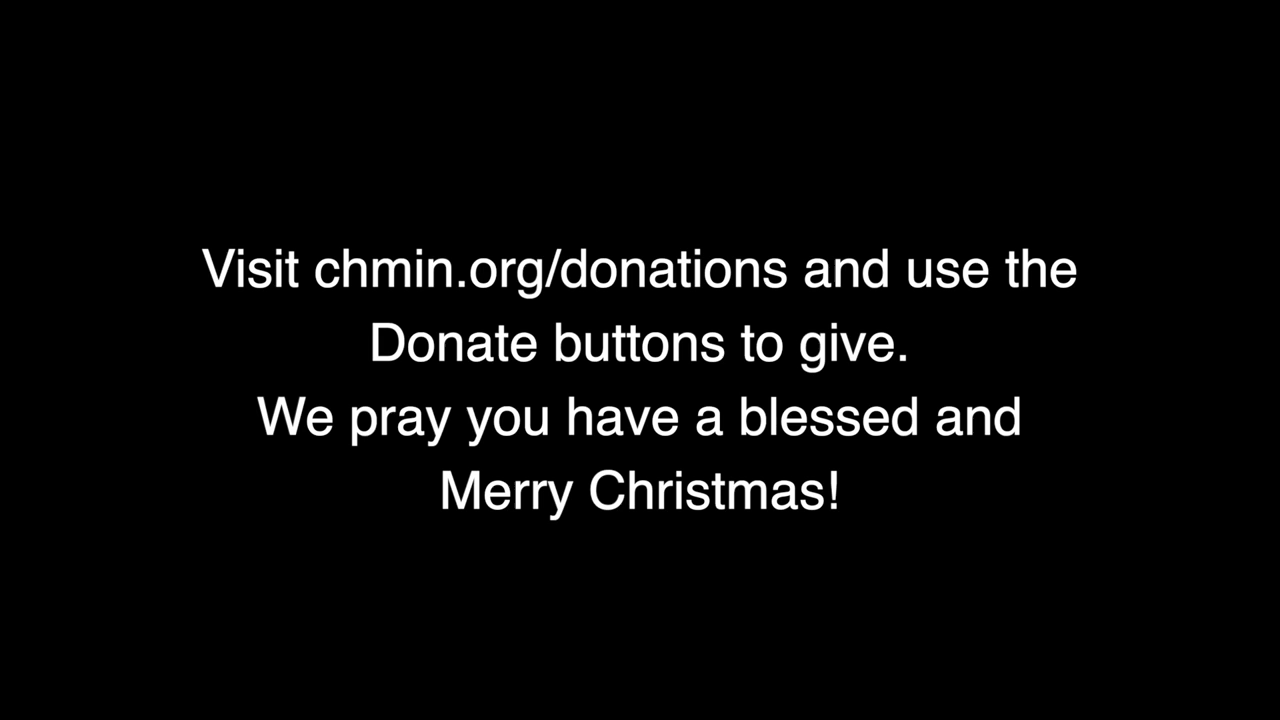 Visit chmin.org/donations and use the
Donate buttons to give.
We pray you have a blessed and
Merry Christmas!